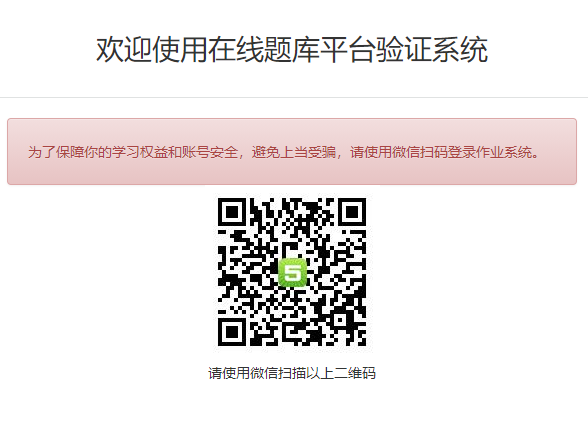 欢迎使用在线题库平台验证系统
为了保障你的学习权益和账号安全，避免上当受骗，请使用微信扫码登录作业系统。
5
请使用微信扫描以上二维码